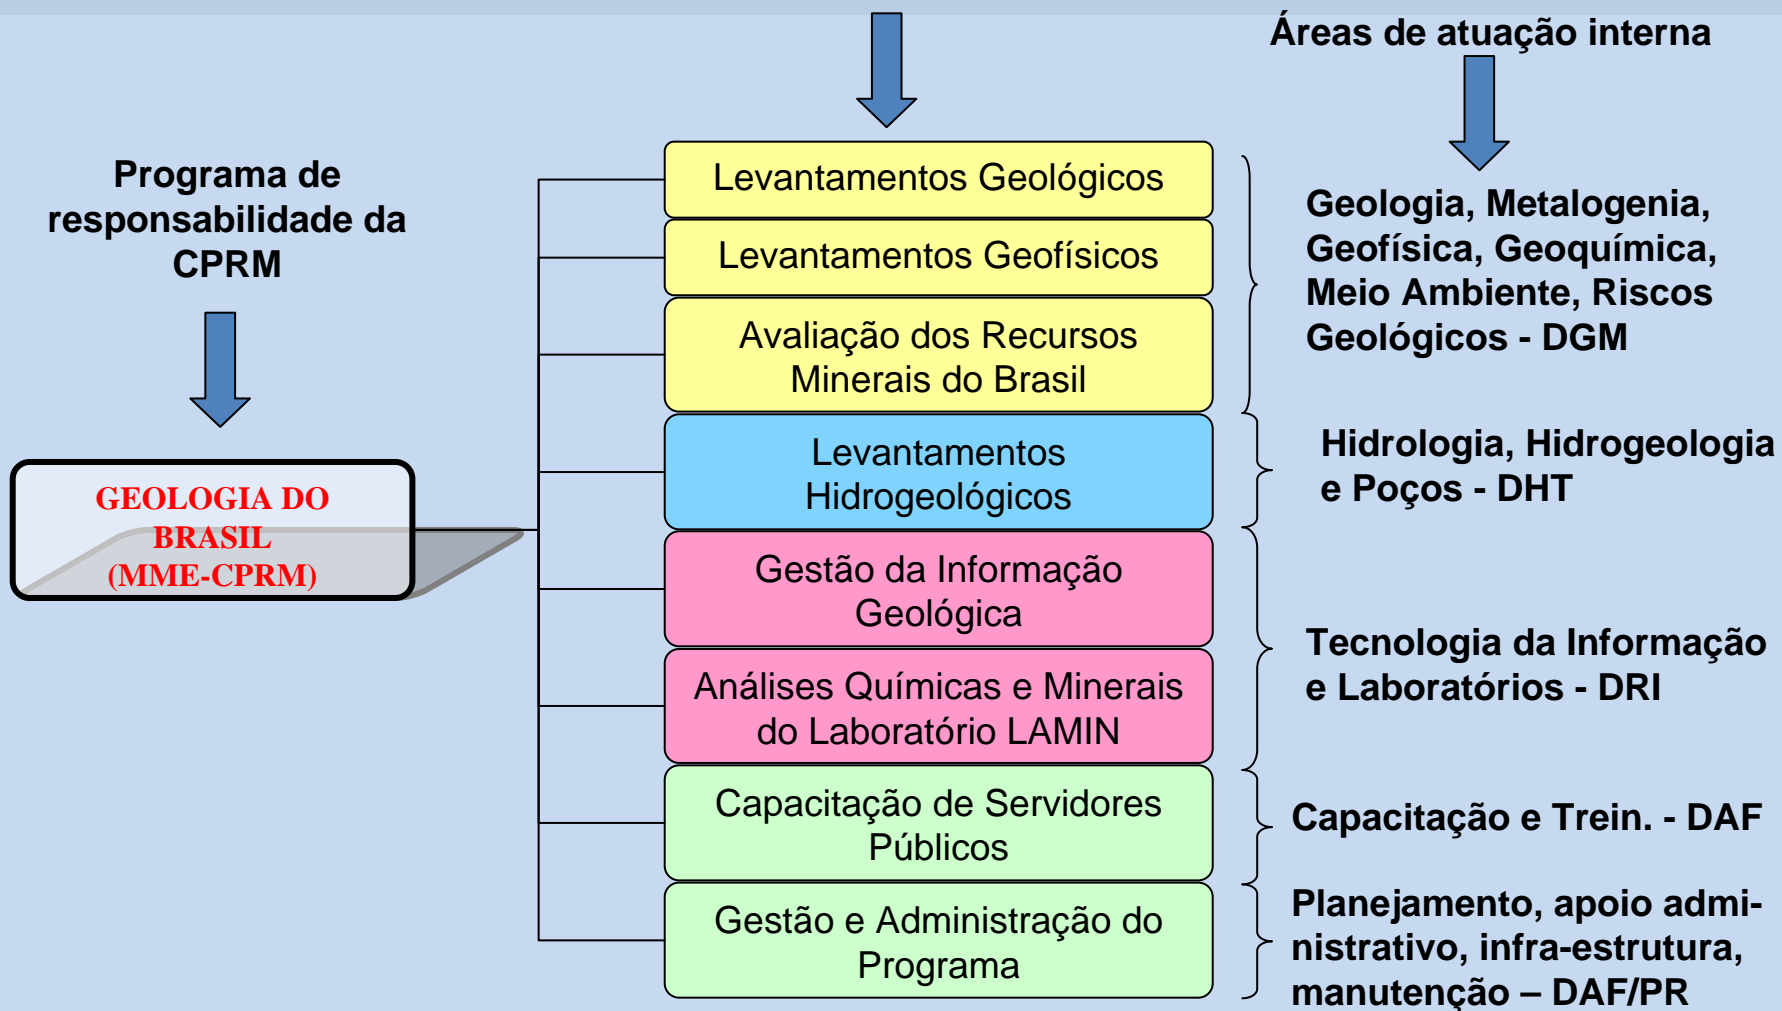 Áreas de atuação interna
Programa de
responsabilidade da
CPRM
GEOLOGIA DO
BRASIL
(MME-CPRM)
Levantamentos Geológicos
Levantamentos Geofísicos
Avaliação dos Recursos
Minerais do Brasil
Levantamentos
Hidrogeológicos
Gestão da Informação
Geológica
Análises Químicas e Minerais
do Laboratório LAMIN
Capacitação de Servidores
Públicos
Gestão e Administração do
Programa
Geologia, Metalogenia,
Geofísica, Geoquímica,
Meio Ambiente, Riscos
Geológicos - DGM
Hidrologia, Hidrogeologia
e Poços - DHT
Tecnologia da Informação
e Laboratórios - DRI
Capacitação e Trein. - DAF
Planejamento, apoio admi-
nistrativo, infra-estrutura,
manutenção – DAF/PR